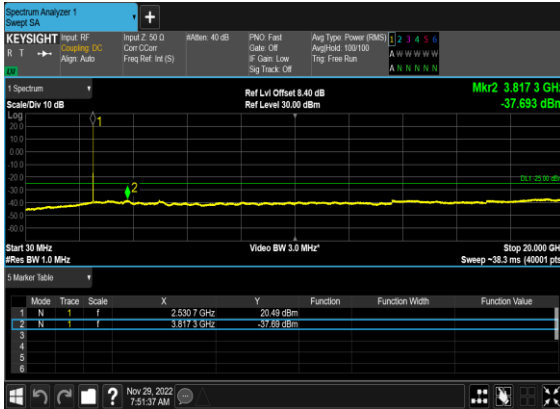 Spectrum Analyzer 1
Swept SA
+
KEYSIGHT
R T
LXI
Input: RF
Coupling: DC
Align: Auto
Input Z: 50 Ω
Corr CCorr
Freq Ref: Int (S)
#Atten: 40 dB
PNO: Fast
Gate: Off
IF Gain: Low
Sig Track: Off
Avg Type: Power (RMS)
Avg|Hold: 100/100
Trig: Free Run
1 2 3 4 5 6
A W W W W W
A N N N N N
1 Spectrum
Scale/Div 10 dB
Ref Lvl Offset 8.40 dB
Ref Level 30.00 dBm
Mkr2 3.817 3 GHz
-37.693 dBm
Log
20.0
10.0
0.00
-10.0
-20.0
-30.0
-40.0
-50.0
-60.0
1
2
DL1 -25.00 dBm
Start 30 MHz
#Res BW 1.0 MHz
Video BW 3.0 MHz*
Stop 20.000 GH
Sweep ~38.3 ms (40001 pts
5 Marker Table
Mode Trace Scale X Y Function Function Width Function Value
1 N 1 f 2.530 7 GHz 20.49 dBm
2 N 1 f 3.817 3 GHz -37.69 dBm
3
4
5
6
?
Nov 29, 2022
7:51:37 AM